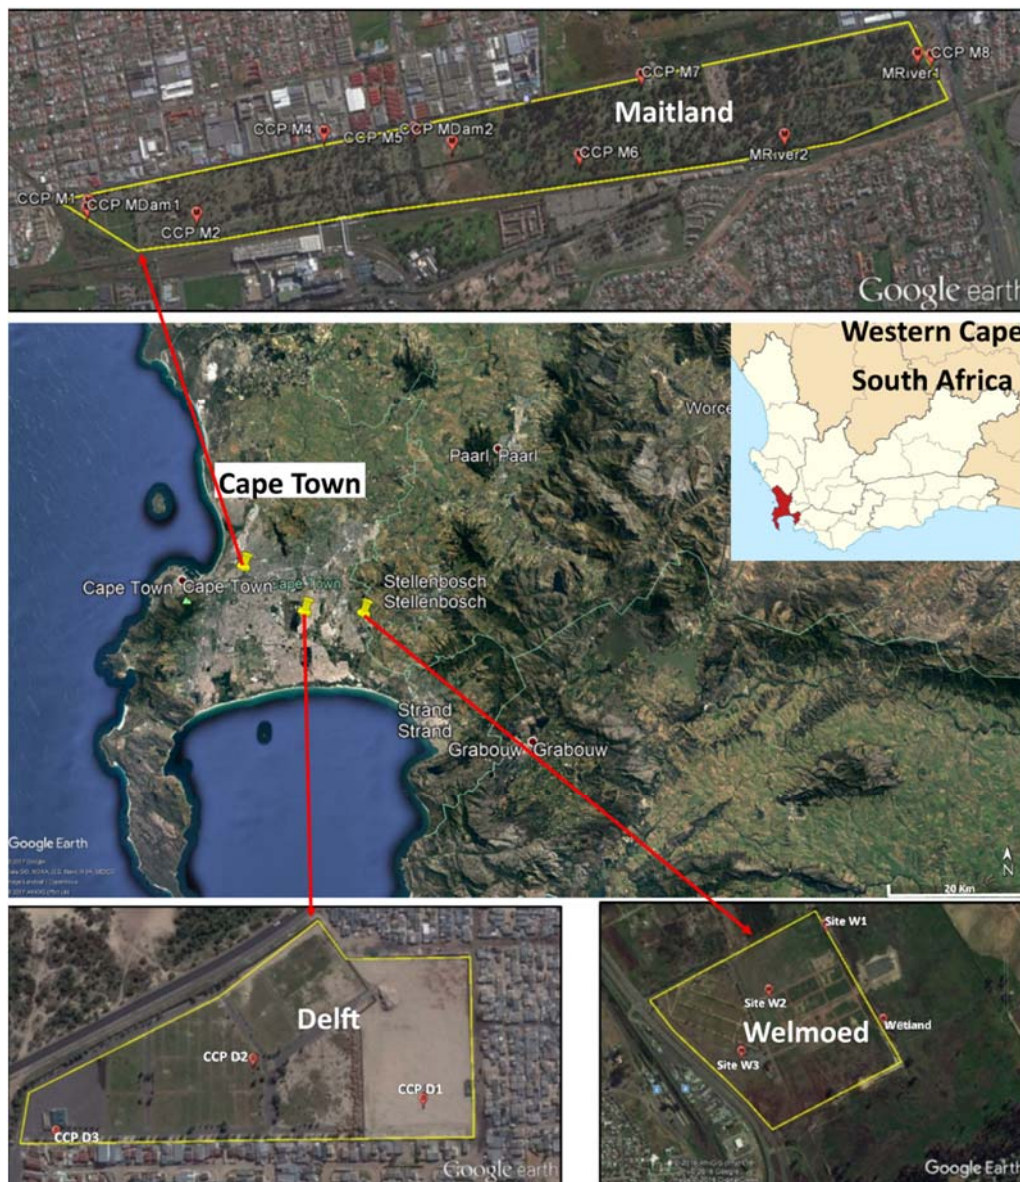 CCP M7
CCP M8
MRiver1
Maitland
CCP M4
CCP M5
CCP MDam2
CCP M6
MRiver2
CCP M1
CCP MDam1
CCP M2
Google earth
Western Cape
South Africa
Worce
Paarl Paarl
Cape Town
Cape Town Cape Town
Cape Town
Stellenbosch
Stellenbosch
Strand
Strand
Grabouw Grabouw
Google Earth
N
20 Km
Delft
CCP D2
CCP D1
CCP D3
Google earth
Site W1
Site W2
Welmoed
Wetland
Site W3
Google earth